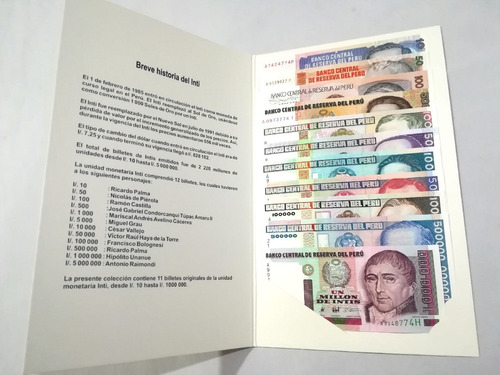 Breve historia del Inti
El 1 de febrero de 1985 entró en circulación el Inti como moneda de
curso legal en el Perú. El Inti reemplazó al Sol de Oro, iniciándose
como conversión 1 000 Soles de Oro por un Inti.
El Inti fue reemplazado por el Nuevo Sol en julio de 1991 debido a la
pérdida de valor por el incremento generalizado de los precios. Así,
durante la vigencia del Inti los precios aumentaron 556 mil veces.
El tipo de cambio del dólar cuando entró en circulación el Inti era de
I/. 7,25 y cuando terminó su vigencia llegó a I/. 828 182.
El total de billetes de Intis emitidos fue de 2 226 millones de
unidades desde I/. 10 hasta I/. 5 000 000.
La unidad monetaria Inti comprendió 12 billetes, los cuales tuvieron
a los siguientes personajes:
I/. 10 : Ricardo Palma
I/. 50 : Nicolás de Piérola
I/. 100 : Ramón Castilla
I/. 500 : José Gabriel Condorcanqui Túpac Amaru II
I/. 1 000 : Mariscal Andrés Avelino Cáceres
I/. 5 000 : Miguel Grau
I/. 10 000 : César Vallejo
I/. 50 000 : Víctor Raúl Haya de la Torre
I/. 100 000 : Francisco Bolognesi
I/. 500 000 : Ricardo Palma
I/. 1 000 000 : Hipólito Unanue
I/. 5 000 000 : Antonio Raimondi
La presente colección contiene 11 billetes originales de la unidad
monetaria Inti, desde I/. 10 hasta I/. 1000 000.
BANCO CENTRAL
DE RESERVA DEL PERU
BANCO CENTRAL
DE RESERVA DEL PERU
BANCO CENTRAL DE RESERVA DEL PERU
BANCO CENTRAL DE RESERVA DEL PERU
BANCO CENTRAL DE RESERVA DEL PERU
BANCO CENTRAL DE RESERVA DEL PERU
BANCO CENTRAL DE RESERVA DEL PERU
BANCO CENTRAL DE RESERVA DEL PERU
100000
BANCO CENTRAL DE RESERVA DEL PERU
500000
BANCO CENTRAL DE RESERVA DEL PERU
UN
MILLON
DE INTIS